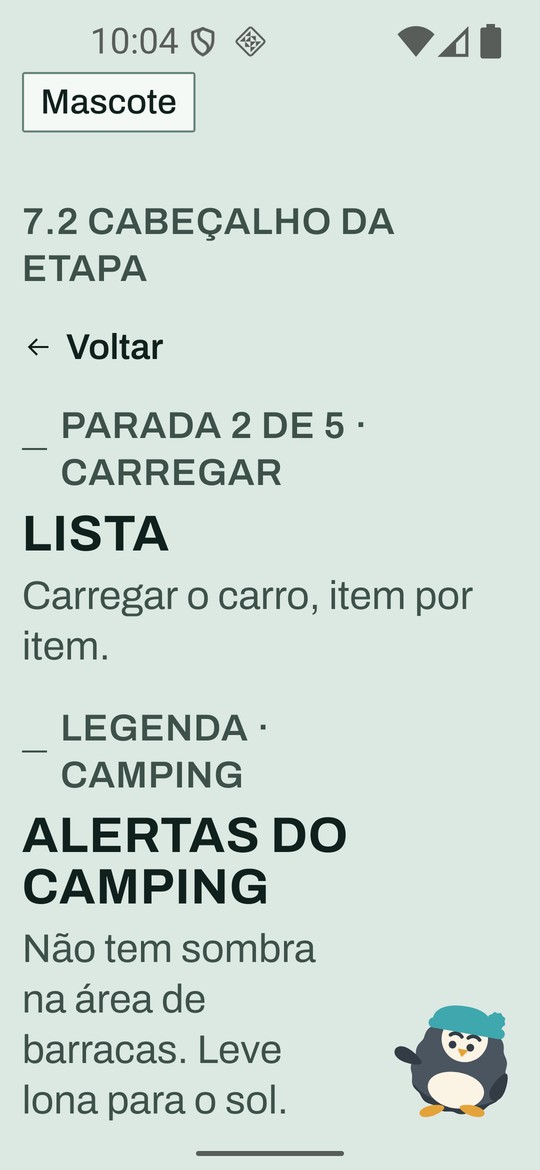 10:04
Mascote
7.2 CABEÇALHO DA
ETAPA
← Voltar
PARADA 2 DE 5 ·
CARREGAR
LISTA
Carregar o carro, item por
item.
LEGENDA ·
CAMPING
ALERTAS DO
CAMPING
Não tem sombra
na área de
barracas. Leve
lona para o sol.